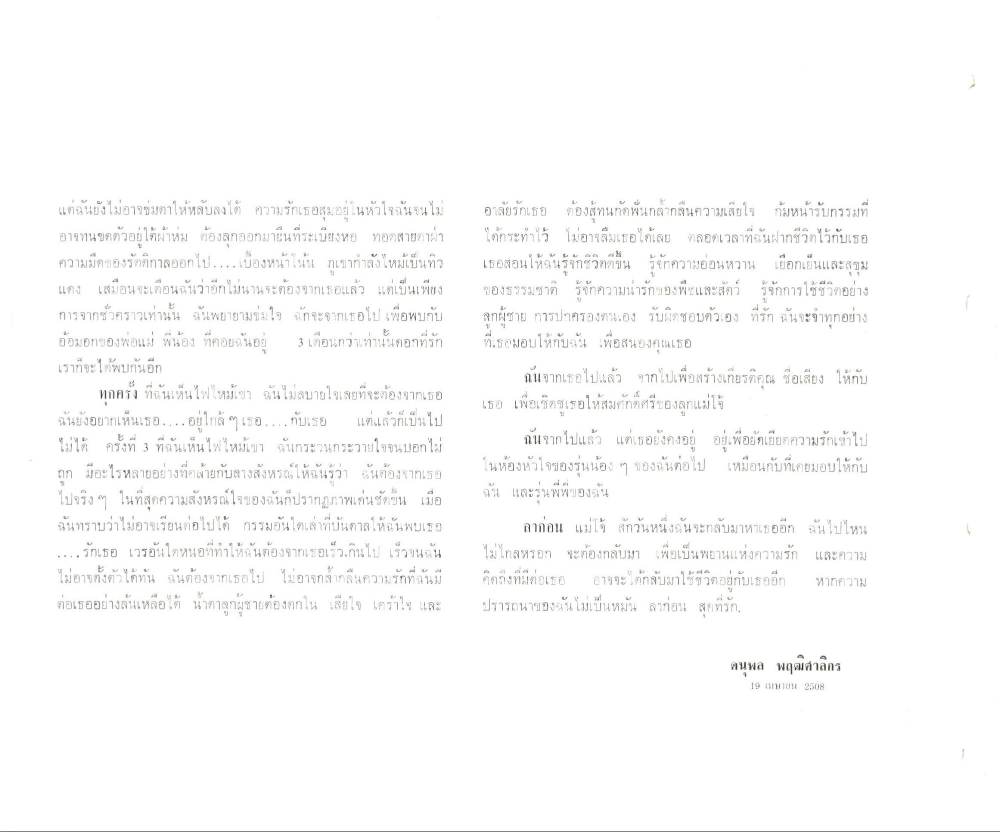 แต่ฉันยังไม่อาจข่มตาให้หลับลงได้ ความรักเธอสุมอยู่ในหัวใจฉันจนไม่
อาจทนขดตัวอยู่ใต้ผ้าห่ม ต้องลุกออกมายืนที่ระเบียงหอ ทอดสายตาฝ่า
ความมืดของรัตติกาลออกไป....เบื้องหน้าโน้น ภูเขากำลังไหม้เป็นทิว
แดง เสมือนจะเตือนฉันว่าอีกไม่นานจะต้องจากเธอแล้ว แต่เป็นเพียง
การจากชั่วคราวเท่านั้น ฉันพยายามข่มใจ ฉักจะจากเธอไป เพื่อพบกับ
อ้อมอกของพ่อแม่ พี่น้อง ที่คอยฉันอยู่ 3 เดือนกว่าเท่านั้นดอกที่รัก
เราก็จะได้พบกันอีก
ทุกครั้ง ที่ฉันเห็นไฟไหม้เขา ฉันไม่สบายใจเลยที่จะต้องจากเธอ
ฉันยังอยากเห็นเธอ....อยู่ใกล้ ๆ เธอ....กับเธอ แต่แล้วก็เป็นไป
ไม่ได้ ครั้งที่ 3 ที่ฉันเห็นไฟไหม้เขา ฉันกระวนกระวายใจจนบอกไม่
ถูก มีอะไรหลายอย่างที่คล้ายกับลางสังหรณ์ให้ฉันรู้ว่า ฉันต้องจากเธอ
ไปจริง ๆ ในที่สุดความสังหรณ์ใจของฉันก็ปรากฏภาพเด่นชัดขึ้น เมื่อ
ฉันทราบว่าไม่อาจเรียนต่อไปได้ กรรมอันใดเล่าที่บันดาลให้ฉันพบเธอ
....รักเธอ เวรอันใดหนอที่ทำให้ฉันต้องจากเธอเร็วเกินไป เร็วจนฉัน
ไม่อาจตั้งตัวได้ทัน ฉันต้องจากเธอไป ไม่อาจกล้ำกลืนความรักที่ฉันมี
ต่อเธออย่างล้นเหลือได้ น้ำตาลูกผู้ชายต้องตกใน เสียใจ เศร้าใจ และ
อาลัยรักเธอ ต้องสู้ทนกัดฟันกล้ำกลืนความเสียใจ ก้มหน้ารับกรรมที่
ได้กระทำไว้ ไม่อาจลืมเธอได้เลย ตลอดเวลาที่ฉันฝากชีวิตไว้กับเธอ
เธอสอนให้ฉันรู้จักชีวิตดีขึ้น รู้จักความอ่อนหวาน เยือกเย็นและสุขุม
ของธรรมชาติ รู้จักความน่ารักของพืชและสัตว์ รู้จักการใช้ชีวิตอย่าง
ลูกผู้ชาย การปกครองตนเอง รับผิดชอบตัวเอง ที่รัก ฉันจะจำทุกอย่าง
ที่เธอมอบให้กับฉัน เพื่อสนองคุณเธอ
ฉันจากเธอไปแล้ว จากไปเพื่อสร้างเกียรติคุณ ชื่อเสียง ให้กับ
เธอ เพื่อเชิดชูเธอให้สมศักดิ์ศรีของลูกแม่โจ้
ฉันจากไปแล้ว แต่เธอยังคงอยู่ อยู่เพื่อยัดเยียดความรักเข้าไป
ในห้องหัวใจของรุ่นน้อง ๆ ของฉันต่อไป เหมือนกับที่เคยมอบให้กับ
ฉัน และรุ่นพี่พี่ของฉัน
ลาก่อน แม่โจ้ สักวันหนึ่งฉันจะกลับมาหาเธออีก ฉันไปไหน
ไม่ไกลหรอก จะต้องกลับมา เพื่อเป็นพยานแห่งความรัก และความ
คิดถึงที่มีต่อเธอ อาจจะได้กลับมาใช้ชีวิตอยู่กับเธออีก หากความ
ปรารถนาของฉันไม่เป็นหมัน ลาก่อน สุดที่รัก.
ดนุพล พฤฒิศาลิกร
19 เมษายน 2508